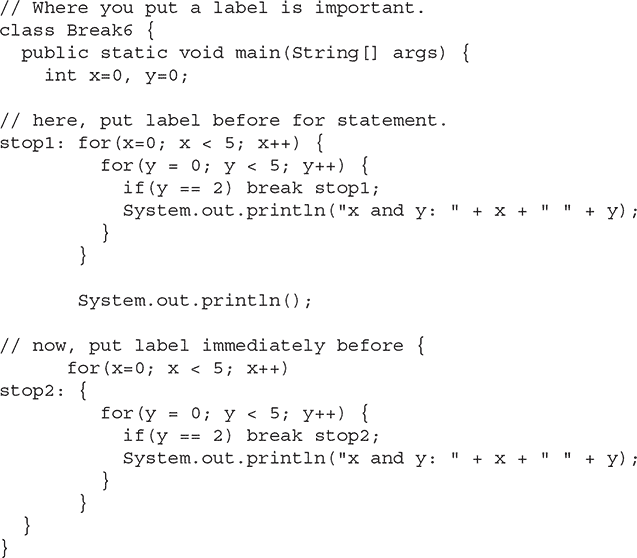 // Where you put a label is important.
class Break6 {
  public static void main(String[] args) {
    int x=0, y=0;

// here, put label before for statement.
stop1: for(x=0; x < 5; x++) {
         for(y = 0; y < 5; y++) {
           if(y == 2) break stop1;
           System.out.println("x and y: " + x + " " + y);
         }
       }

       System.out.println();

// now, put label immediately before {
      for(x=0; x < 5; x++)
stop2: {
         for(y = 0; y < 5; y++) {
           if(y == 2) break stop2;
           System.out.println("x and y: " + x + " " + y);
         }
       }
  }
}